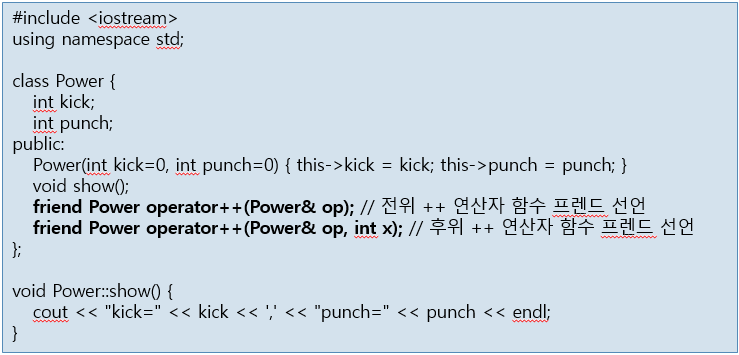 #include <iostream>
using namespace std;
class Power {
int kick;
int punch;
public:
Power(int kick=0, int punch=0) { this->kick = kick; this->punch = punch; }
void show();
friend Power operator++(Power& op); // 전위 ++ 연산자 함수 프렌드 선언
friend Power operator++(Power& op, int x); // 후위 ++ 연산자 함수 프렌드 선언
};
void Power::show() {
cout << "kick=" << kick << ',' << "punch=" << punch << endl;
}